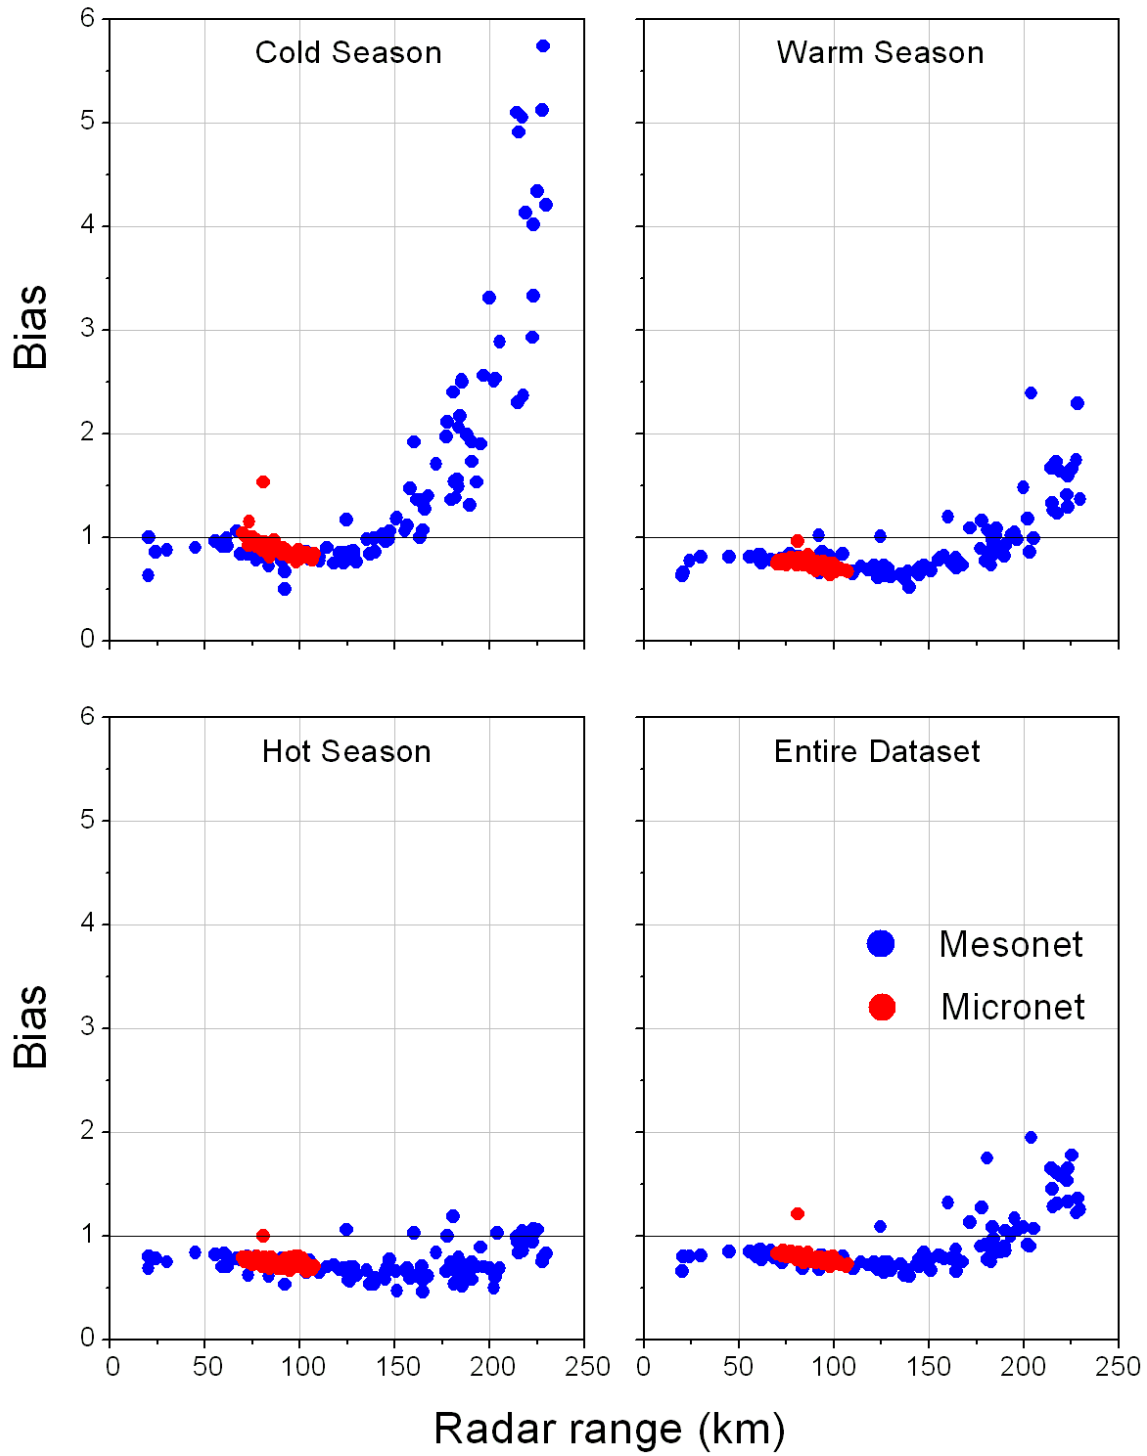 Cold Season
Warm Season
6
5
4
3
2
1
0
Bias
Hot Season
Entire Dataset
6
5
4
3
2
1
0
Bias
Mesonet
Micronet
0 50 100 150 200 250
0 50 100 150 200 250
Radar range (km)